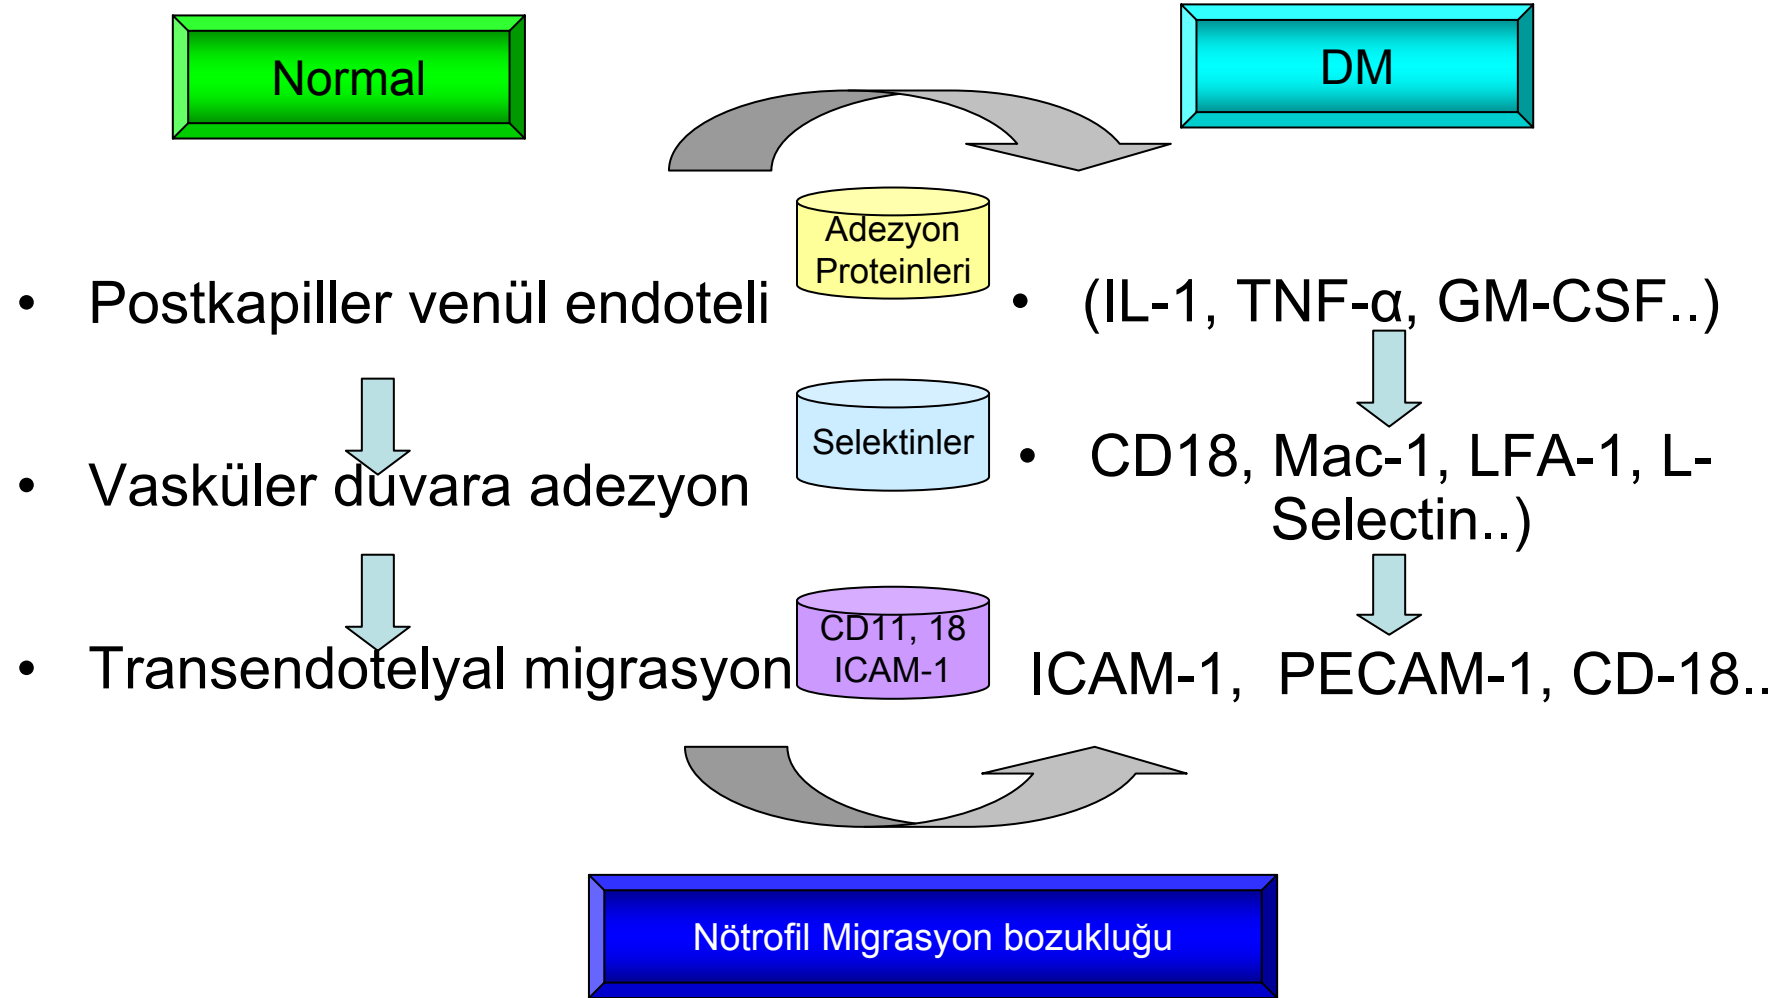 Normal
DM
Adezyon
Proteinleri
• Postkapiller venül endoteli
• (IL-1, TNF-α, GM-CSF..)
Selektinler
• Vasküler duvara adezyon
• CD18, Mac-1, LFA-1, L-
Selectin..)
CD11, 18
ICAM-1
• Transendotelyal migrasyon
ICAM-1,  PECAM-1, CD-18..
Nötrofil Migrasyon bozukluğu